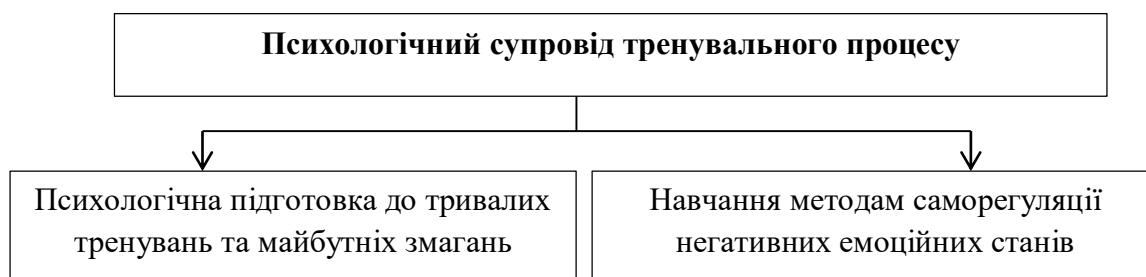 Психологічний супровід тренувального процесу
Психологічна підготовка до тривалих
тренувань та майбутніх змагань
Навчання методам саморегуляції
негативних емоційних станів